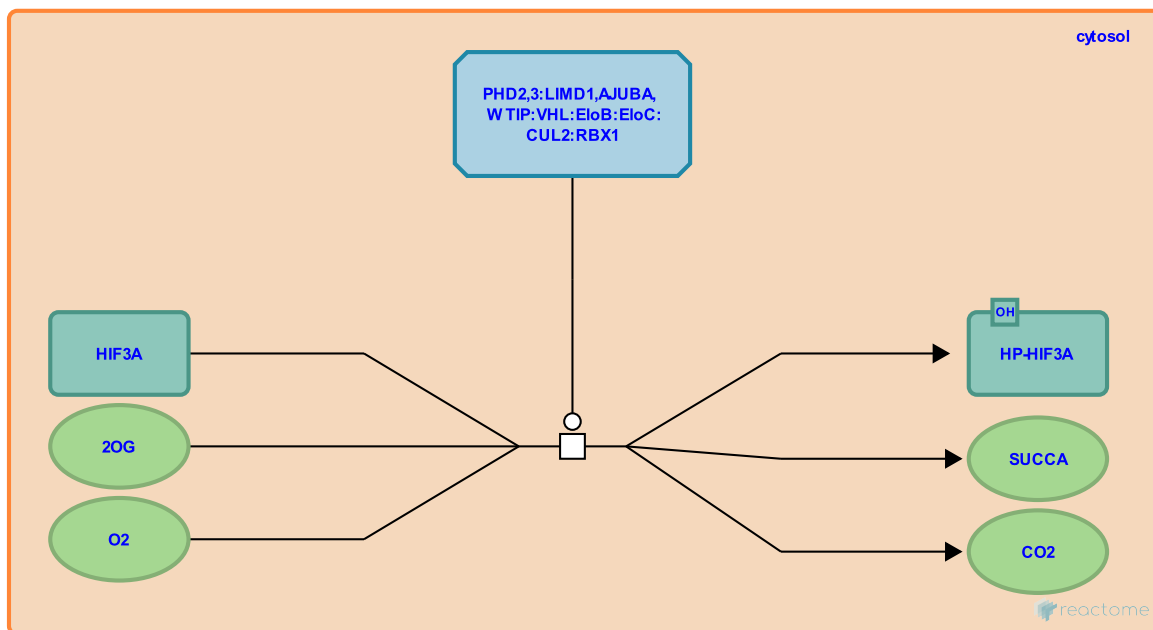 cytosol
PHD2,3:LIMD1,AJUBA,
WTIP:VHL:EloB:EloC:
CUL2:RBX1
OH
HIF3A
HP-HIF3A
2OG
SUCCA
O2
CO2
reactome